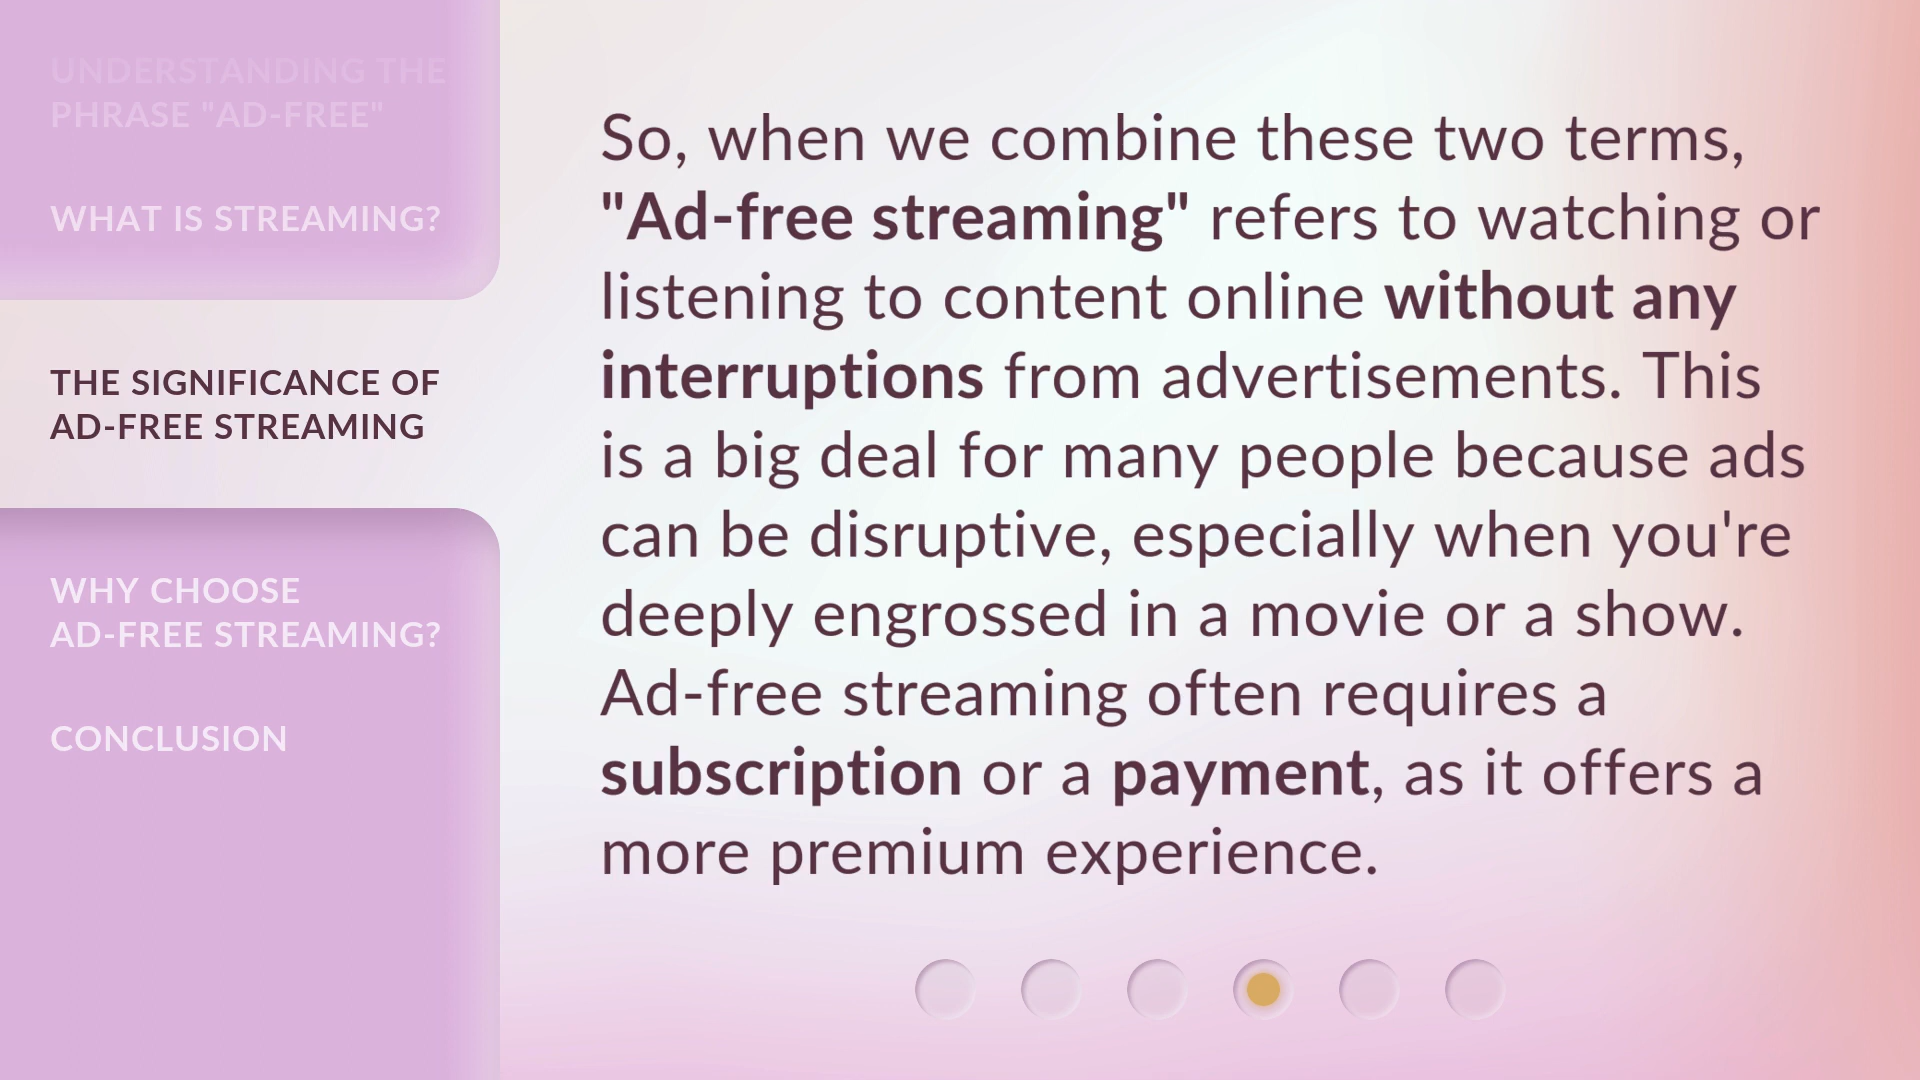 UNDERSTANDING THE
PHRASE "AD-FREE"
WHAT IS STREAMING?
THE SIGNIFICANCE OF
AD-FREE STREAMING
WHY CHOOSE
AD-FREE STREAMING?
CONCLUSION
So, when we combine these two terms,
"Ad-free streaming" refers to watching or
listening to content online without any
interruptions from advertisements. This
is a big deal for many people because ads
can be disruptive, especially when you're
deeply engrossed in a movie or a show.
Ad-free streaming often requires a
subscription or a payment, as it offers a
more premium experience.